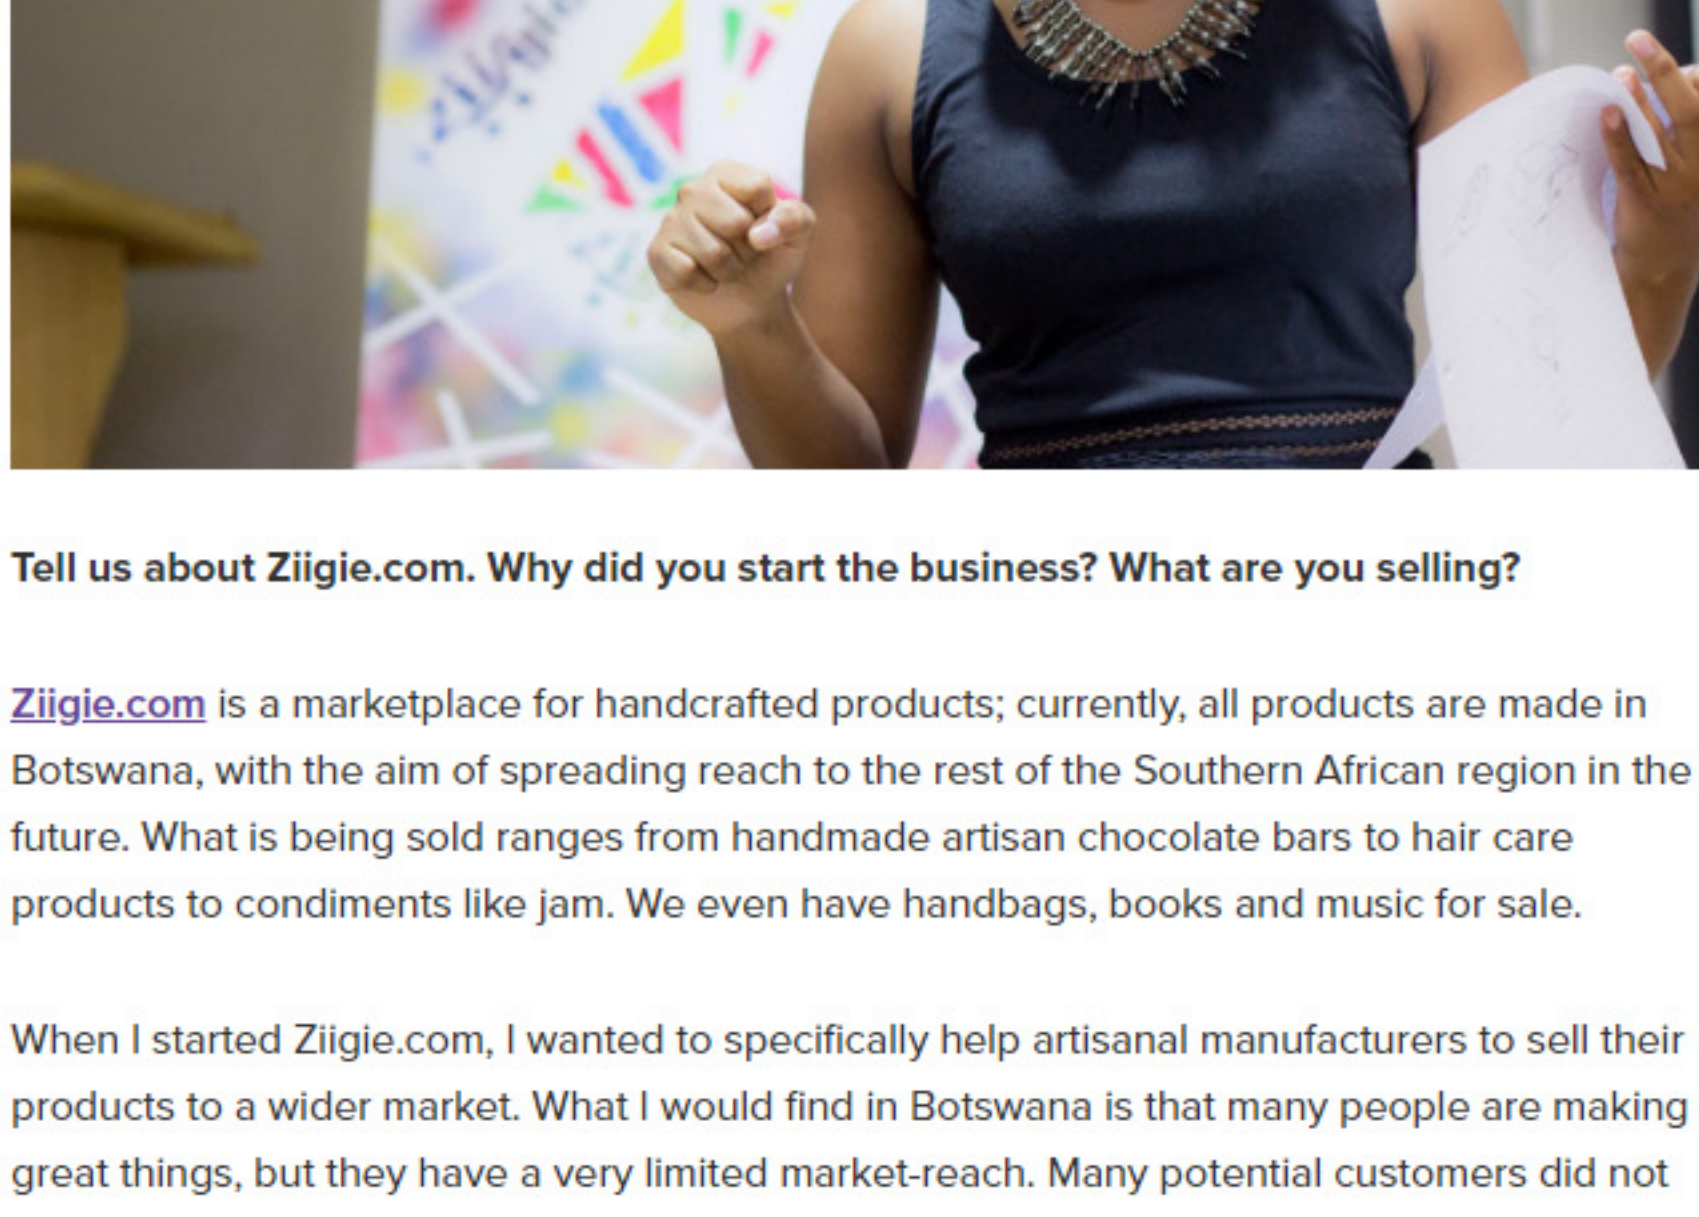 Tell us about Ziigie.com. Why did you start the business? What are you selling?
Ziigie.com is a marketplace for handcrafted products; currently, all products are made in
Botswana, with the aim of spreading reach to the rest of the Southern African region in the
future. What is being sold ranges from handmade artisan chocolate bars to hair care
products to condiments like jam. We even have handbags, books and music for sale.
When I started Ziigie.com, I wanted to specifically help artisanal manufacturers to sell their
products to a wider market. What I would find in Botswana is that many people are making
great things, but they have a very limited market-reach. Many potential customers did not